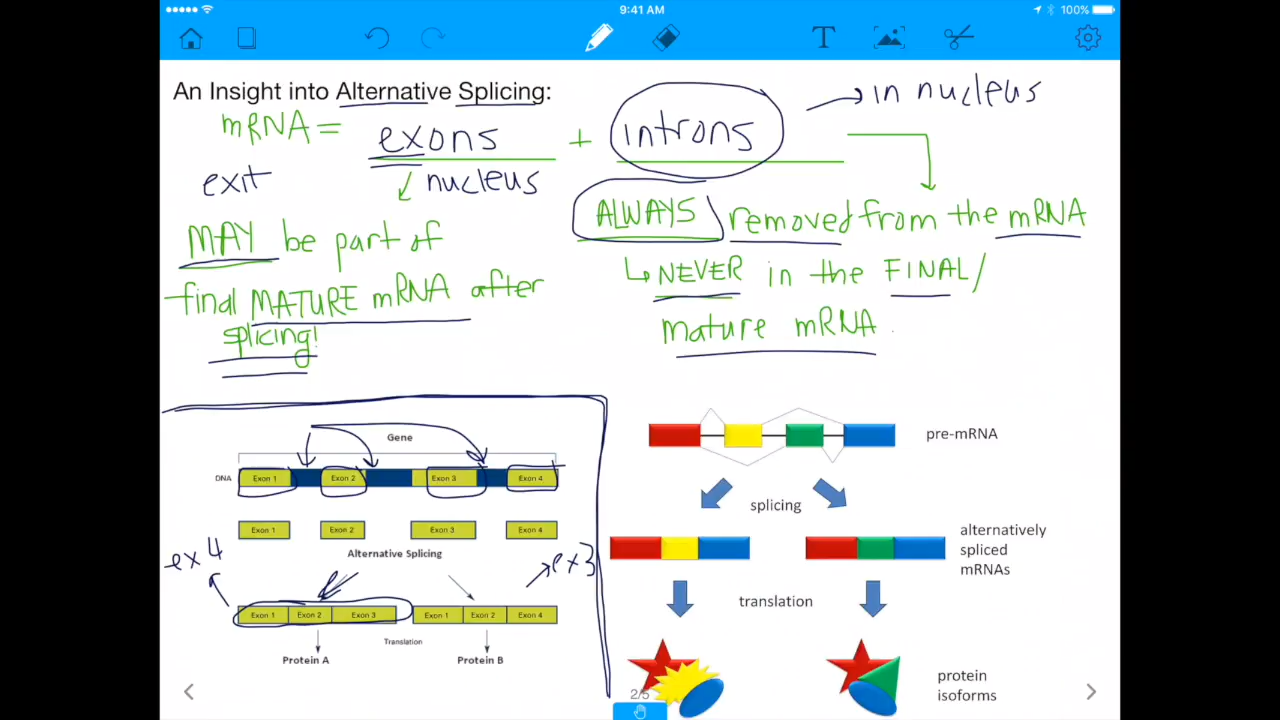 9:41 AM
100%
An Insight into Alternative Splicing:
mRNA = exons + introns → in nucleus
exit nucleus
MAY be part of
final MATURE mRNA after
splicing!
ALWAYS removed from the mRNA
↳ NEVER in the FINAL/
mature mRNA.
Gene
DNA Exon 1 Exon 2 Exon 3 Exon 4
Exon 1 Exon 2 Exon 3 Exon 4
Alternative Splicing
ex 4
ex 3
Exon 1 Exon 2 Exon 3 Exon 1 Exon 2 Exon 4
Translation
Protein A Protein B
pre-mRNA
splicing
alternatively
spliced
mRNAs
translation
protein
isoforms
2/5